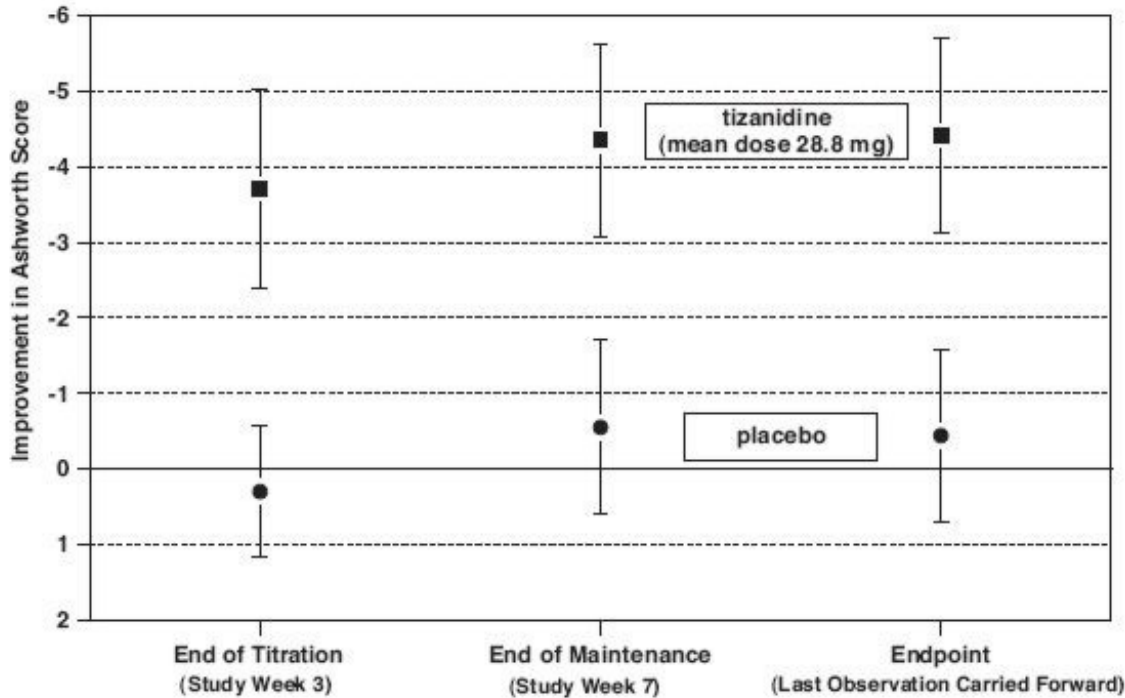 Improvement in Ashworth Score
-6
-5
-4
-3
-2
-1
0
1
2
tizanidine
(mean dose 28.8 mg)
placebo
End of Titration
(Study Week 3)
End of Maintenance
(Study Week 7)
Endpoint
(Last Observation Carried Forward)